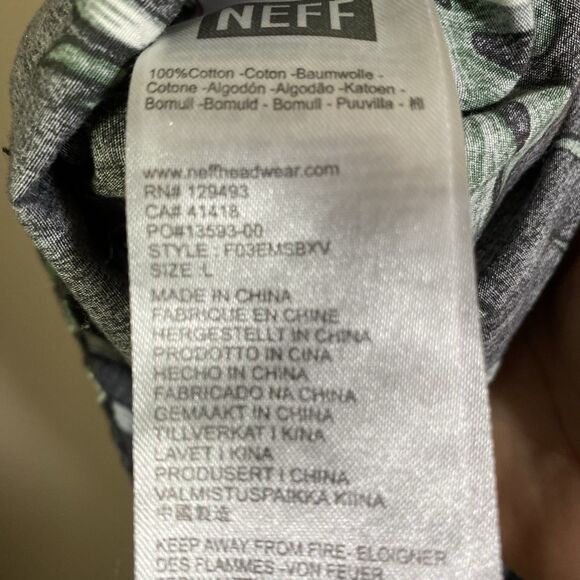 NEFF
100%Cotton -Coton -Baumwolle -
Cotone -Algodón -Algodão -Katoen -
Bomull -Bomuld - Bomull - Puuvilla - 棉
www.neffheadwear.com
RN# 129493
CA# 41418
PO#13593-00
STYLE : F03EMSBXV
SIZE : L
MADE IN CHINA
FABRIQUE EN CHINE
HERGESTELLT IN CHINA
PRODOTTO IN CINA
HECHO IN CHINA
FABRICADO NA CHINA
GEMAAKT IN CHINA
TILLVERKAT I KINA
LAVET I KINA
PRODUSERT I CHINA
VALMISTUSPAIKKA KIINA
中國製造
KEEP AWAY FROM FIRE- ELOIGNER
DES FLAMMES -VON FEUER